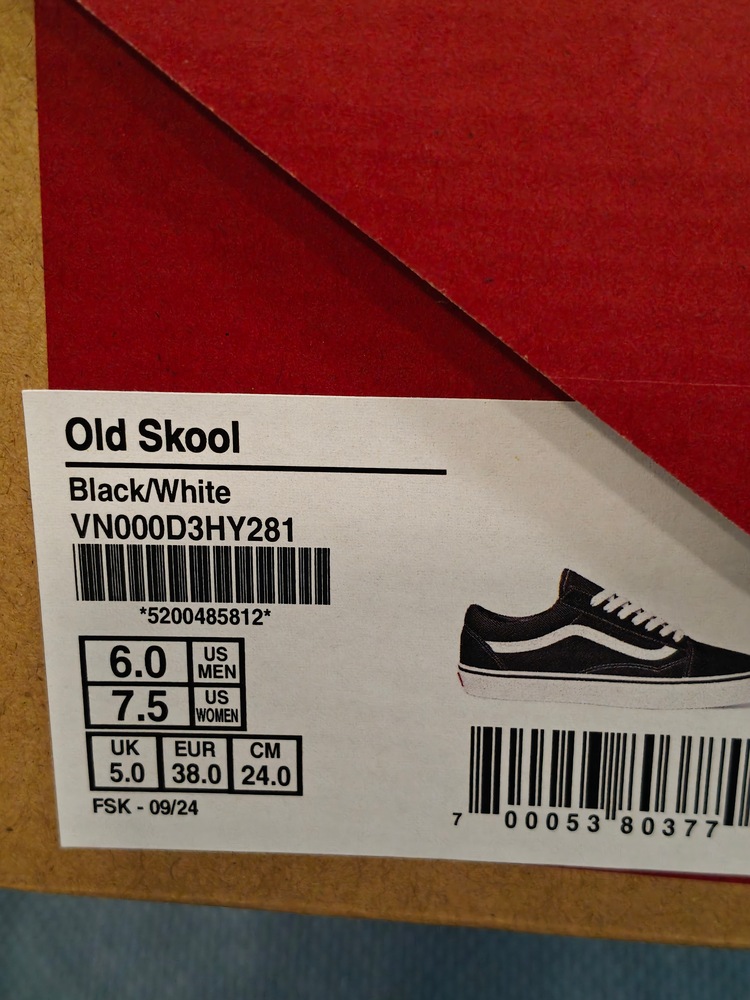 Old Skool
Black/White
VN000D3HY281
*5200485812*
6.0 US MEN
7.5 US WOMEN
UK EUR CM
5.0 38.0 24.0
FSK - 09/24
7 00053 80377